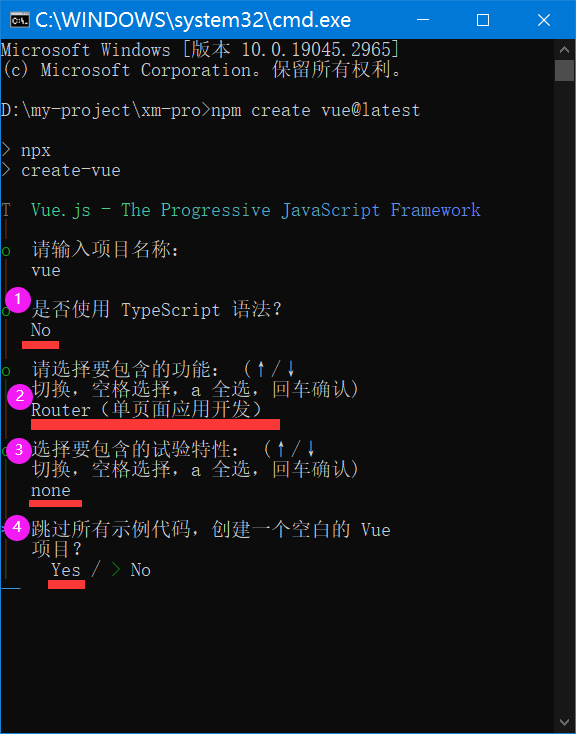 C:\WINDOWS\system32\cmd.exe
Microsoft Windows [版本 10.0.19045.2965]
(c) Microsoft Corporation。保留所有权利。
D:\my-project\xm-pro>npm create vue@latest
> npx
> create-vue
T Vue.js - The Progressive JavaScript Framework
o 请输入项目名称:
vue
1
o 是否使用 TypeScript 语法?
No
o 请选择要包含的功能: (↑/↓
2 切换,空格选择,a 全选,回车确认)
Router(单页面应用开发)
3 选择要包含的试验特性: (↑/↓
切换,空格选择,a 全选,回车确认)
none
4 跳过所有示例代码,创建一个空白的 Vue
项目?
Yes / > No